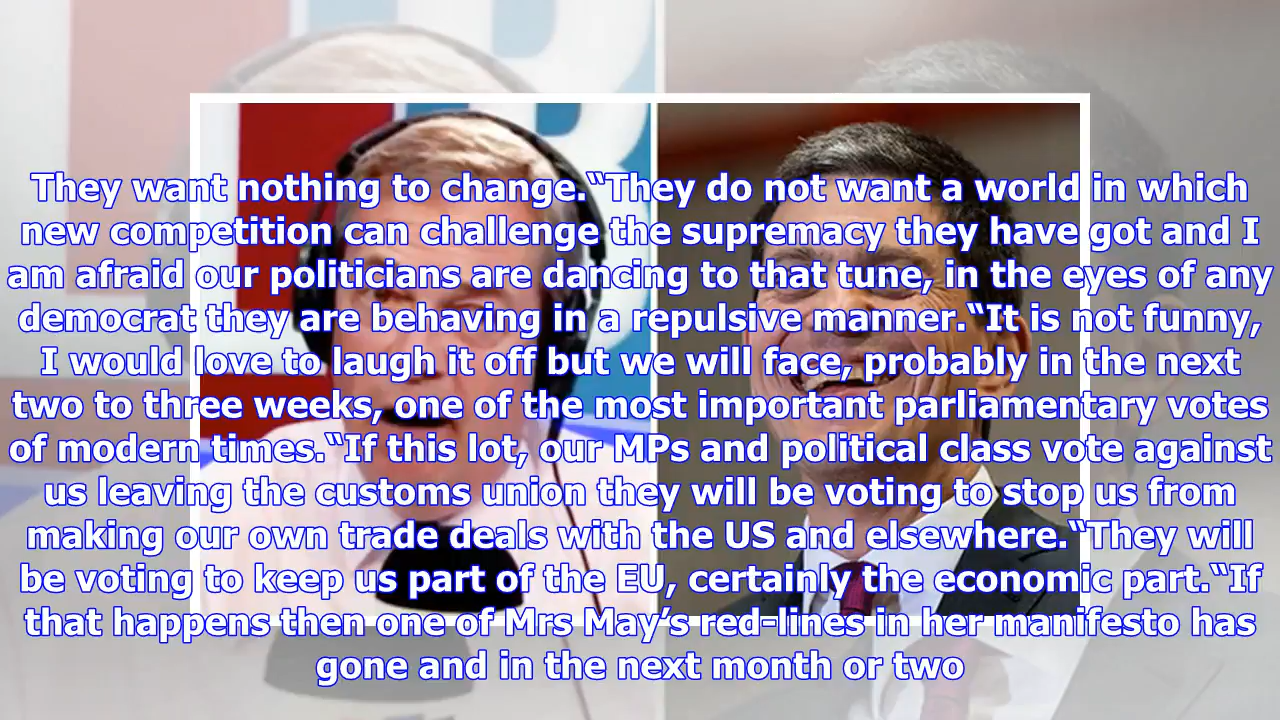 They want nothing to change.“They do not want a world in which
new competition can challenge the supremacy they have got and I
am afraid our politicians are dancing to that tune, in the eyes of any
democrat they are behaving in a repulsive manner.“It is not funny,
I would love to laugh it off but we will face, probably in the next
two to three weeks, one of the most important parliamentary votes
of modern times.“If this lot, our MPs and political class vote against
us leaving the customs union they will be voting to stop us from
making our own trade deals with the US and elsewhere.“They will
be voting to keep us part of the EU, certainly the economic part.“If
that happens then one of Mrs May’s red-lines in her manifesto has
gone and in the next month or two